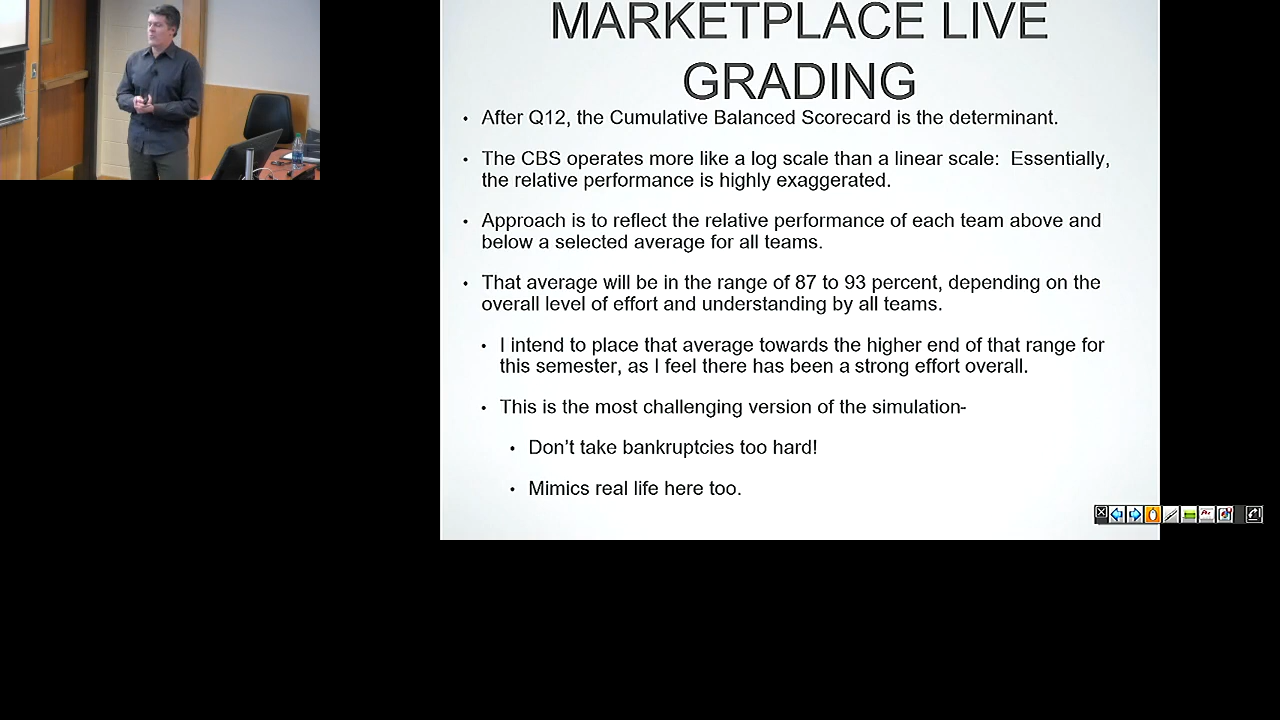 MARKETPLACE LIVE
GRADING
• After Q12, the Cumulative Balanced Scorecard is the determinant.
• The CBS operates more like a log scale than a linear scale:  Essentially,
the relative performance is highly exaggerated.
• Approach is to reflect the relative performance of each team above and
below a selected average for all teams.
• That average will be in the range of 87 to 93 percent, depending on the
overall level of effort and understanding by all teams.
• I intend to place that average towards the higher end of that range for
this semester, as I feel there has been a strong effort overall.
• This is the most challenging version of the simulation-
• Don’t take bankruptcies too hard!
• Mimics real life here too.